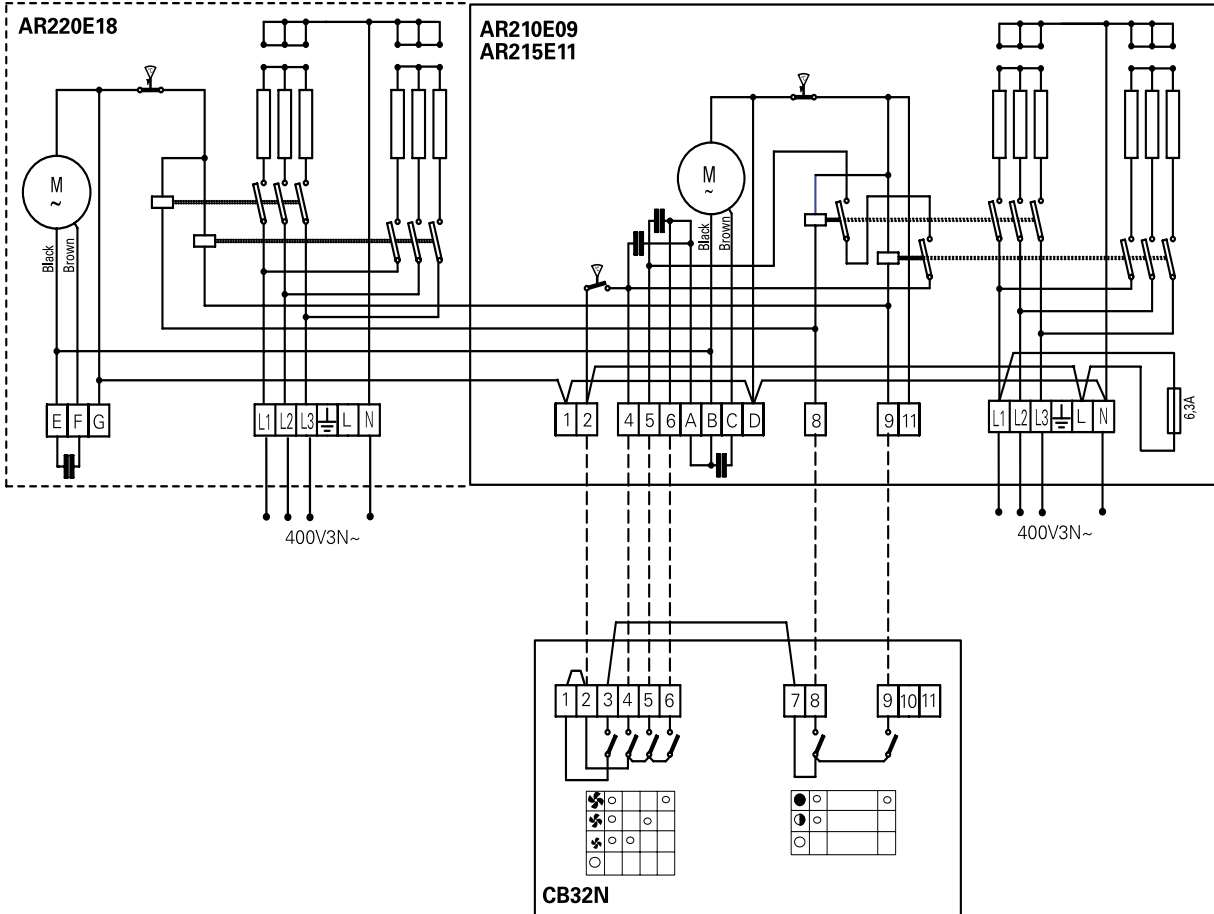 AR220E18
AR210E09
AR215E11
M
~
Black
Brown
M
~
Black
Brown
E F G
L1 L2 L3 L N
1 2
4 5 6 A B C D
8
9 11
L1 L2 L3 L N
6,3A
400V3N~
400V3N~
1 2 3 4 5 6
7 8
9 10 11
CB32N